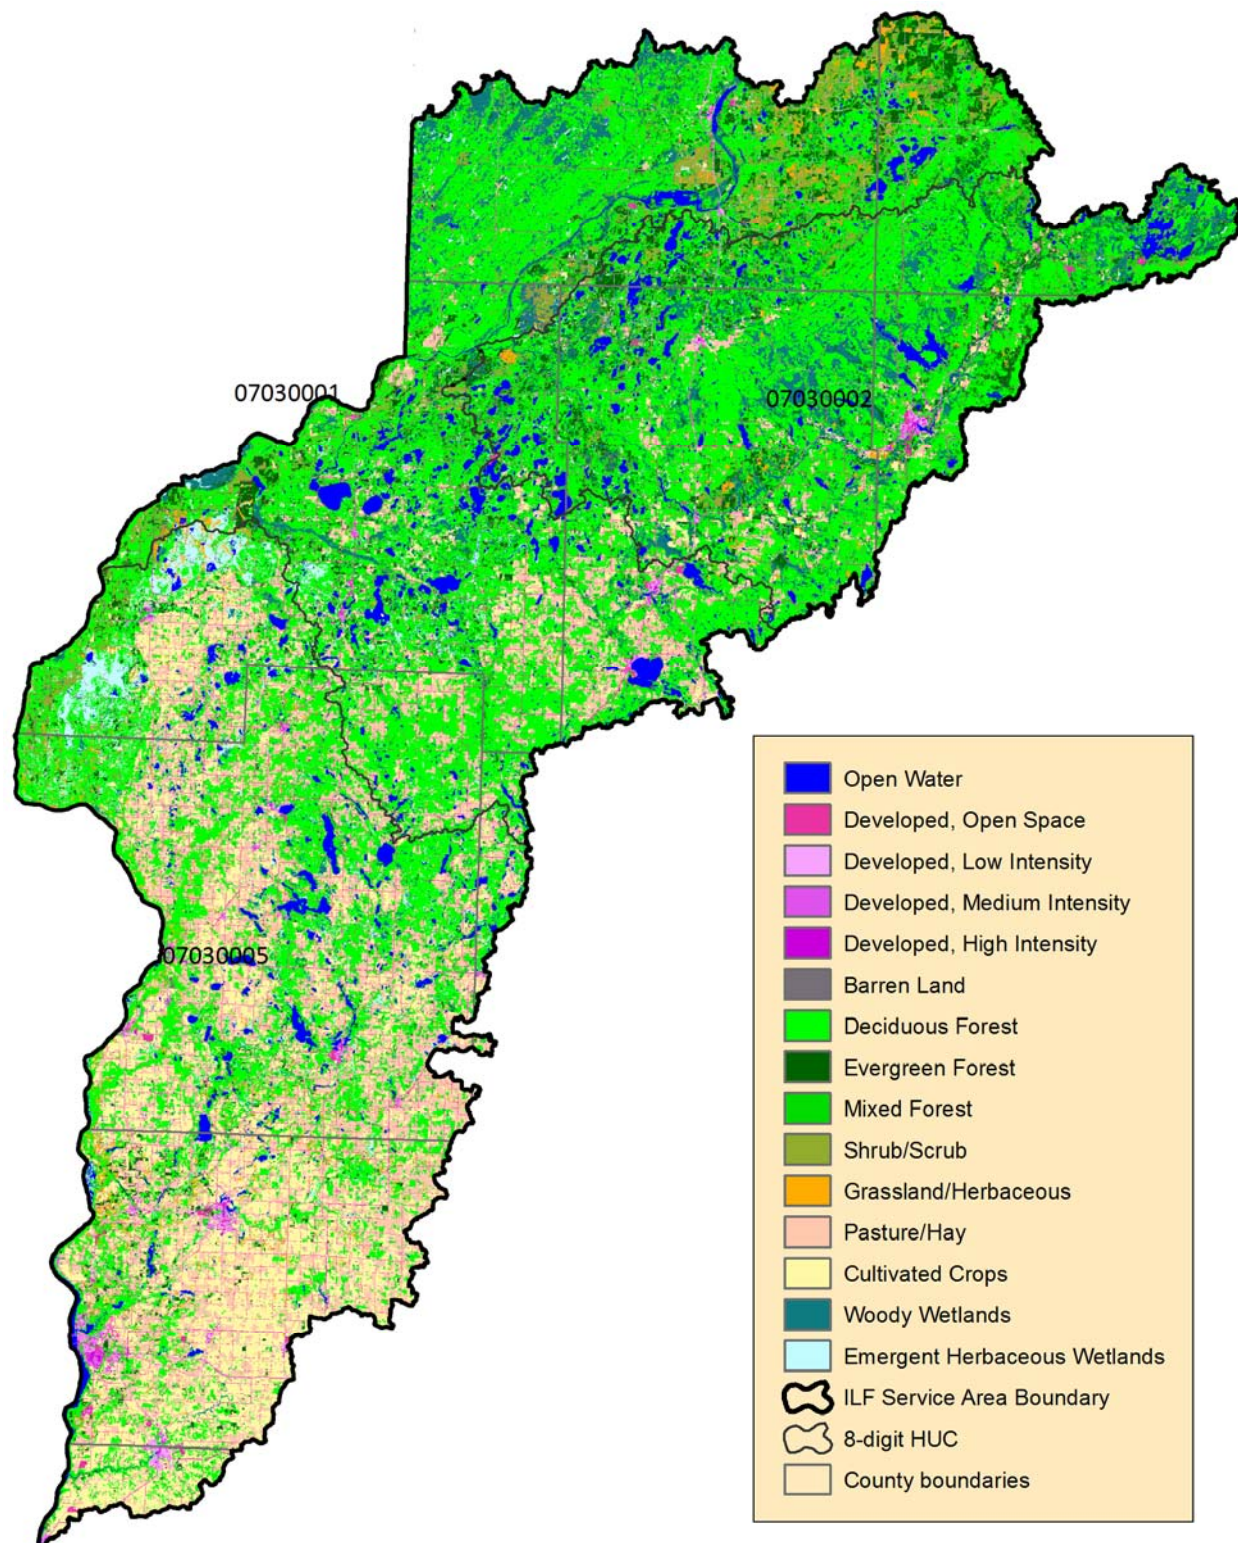 07030001
07030002
07030005
Open Water
Developed, Open Space
Developed, Low Intensity
Developed, Medium Intensity
Developed, High Intensity
Barren Land
Deciduous Forest
Evergreen Forest
Mixed Forest
Shrub/Scrub
Grassland/Herbaceous
Pasture/Hay
Cultivated Crops
Woody Wetlands
Emergent Herbaceous Wetlands
ILF Service Area Boundary
8-digit HUC
County boundaries